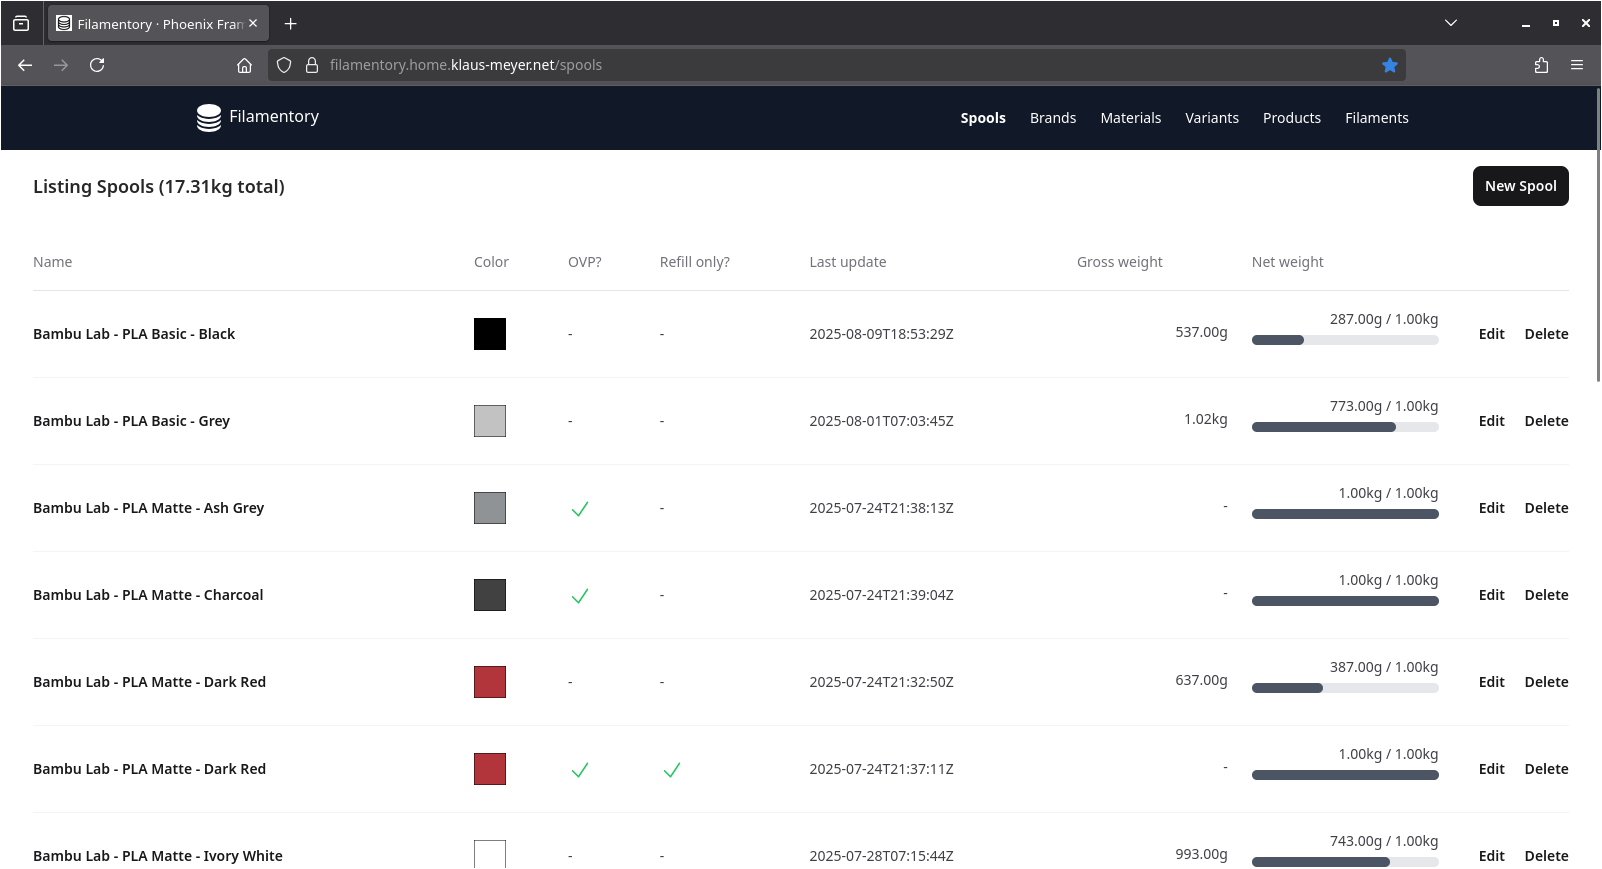 Filamentory · Phoenix Fran
filamentory.home.klaus-meyer.net/spools
Filamentory Spools Brands Materials Variants Products Filaments
Listing Spools (17.31kg total) New Spool
Name Color OVP? Refill only? Last update Gross weight Net weight
Bambu Lab - PLA Basic - Black - - 2025-08-09T18:53:29Z 537.00g 287.00g / 1.00kg Edit Delete
Bambu Lab - PLA Basic - Grey - - 2025-08-01T07:03:45Z 1.02kg 773.00g / 1.00kg Edit Delete
Bambu Lab - PLA Matte - Ash Grey - 2025-07-24T21:38:13Z - 1.00kg / 1.00kg Edit Delete
Bambu Lab - PLA Matte - Charcoal - 2025-07-24T21:39:04Z - 1.00kg / 1.00kg Edit Delete
Bambu Lab - PLA Matte - Dark Red - - 2025-07-24T21:32:50Z 637.00g 387.00g / 1.00kg Edit Delete
Bambu Lab - PLA Matte - Dark Red 2025-07-24T21:37:11Z - 1.00kg / 1.00kg Edit Delete
Bambu Lab - PLA Matte - Ivory White - - 2025-07-28T07:15:44Z 993.00g 743.00g / 1.00kg Edit Delete